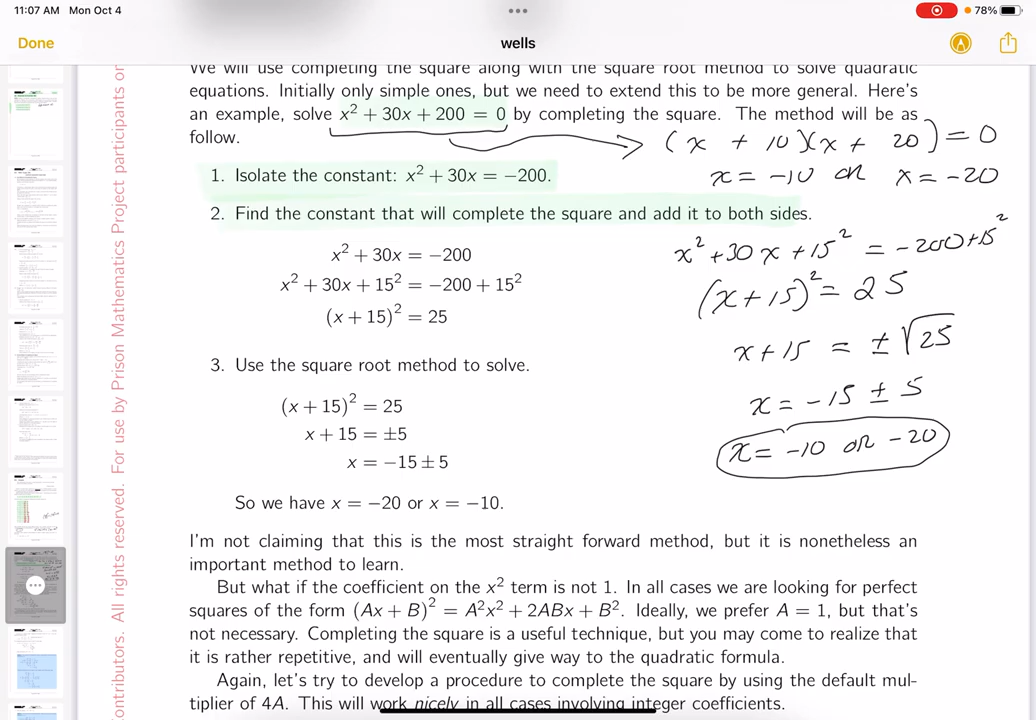 11:07 AM Mon Oct 4
78%
Done
wells
For use by Prison Mathematics Project participants
ontributors. All rights reserved.
We will use completing the square along with the square root method to solve quadratic
equations. Initially only simple ones, but we need to extend this to be more general. Here's
an example, solve x² + 30x + 200 = 0 by completing the square. The method will be as
follow.
(x + 10)(x + 20) = 0
x = -10 or x = -20
1. Isolate the constant: x² + 30x = −200.
2. Find the constant that will complete the square and add it to both sides.
x² + 30x = −200
x² + 30x + 15² = −200 + 15²
(x + 15)² = 25
x² + 30x + 15² = -200 + 15²
(x + 15)² = 25
x + 15 = ± √25
x = -15 ± 5
x = -10 or -20
3. Use the square root method to solve.
(x + 15)² = 25
x + 15 = ±5
x = −15 ± 5
So we have x = −20 or x = −10.
I'm not claiming that this is the most straight forward method, but it is nonetheless an
important method to learn.
But what if the coefficient on the x² term is not 1. In all cases we are looking for perfect
squares of the form (Ax + B)² = A²x² + 2ABx + B². Ideally, we prefer A = 1, but that's
not necessary. Completing the square is a useful technique, but you may come to realize that
it is rather repetitive, and will eventually give way to the quadratic formula.
Again, let's try to develop a procedure to complete the square by using the default mul-
tiplier of 4A. This will work nicely in all cases involving integer coefficients.